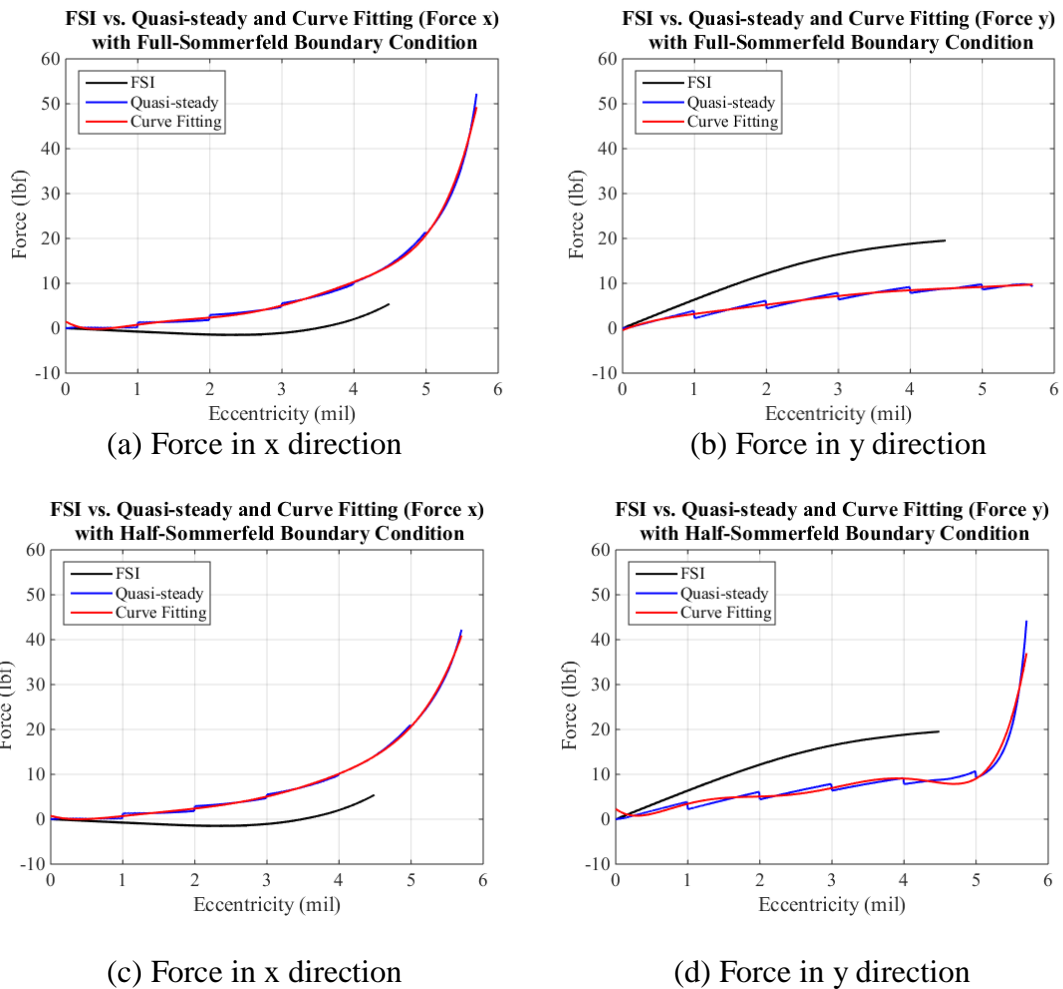 FSI vs. Quasi-steady and Curve Fitting (Force x)
with Full-Sommerfeld Boundary Condition
60
50
40
30
20
10
0
-10
Force (lbf)
FSI
Quasi-steady
Curve Fitting
0 1 2 3 4 5 6
Eccentricity (mil)
(a) Force in x direction
FSI vs. Quasi-steady and Curve Fitting (Force y)
with Full-Sommerfeld Boundary Condition
60
50
40
30
20
10
0
-10
Force (lbf)
FSI
Quasi-steady
Curve Fitting
0 1 2 3 4 5 6
Eccentricity (mil)
(b) Force in y direction
FSI vs. Quasi-steady and Curve Fitting (Force x)
with Half-Sommerfeld Boundary Condition
60
50
40
30
20
10
0
-10
Force (lbf)
FSI
Quasi-steady
Curve Fitting
0 1 2 3 4 5 6
Eccentricity (mil)
(c) Force in x direction
FSI vs. Quasi-steady and Curve Fitting (Force y)
with Half-Sommerfeld Boundary Condition
60
50
40
30
20
10
0
-10
Force (lbf)
FSI
Quasi-steady
Curve Fitting
0 1 2 3 4 5 6
Eccentricity (mil)
(d) Force in y direction